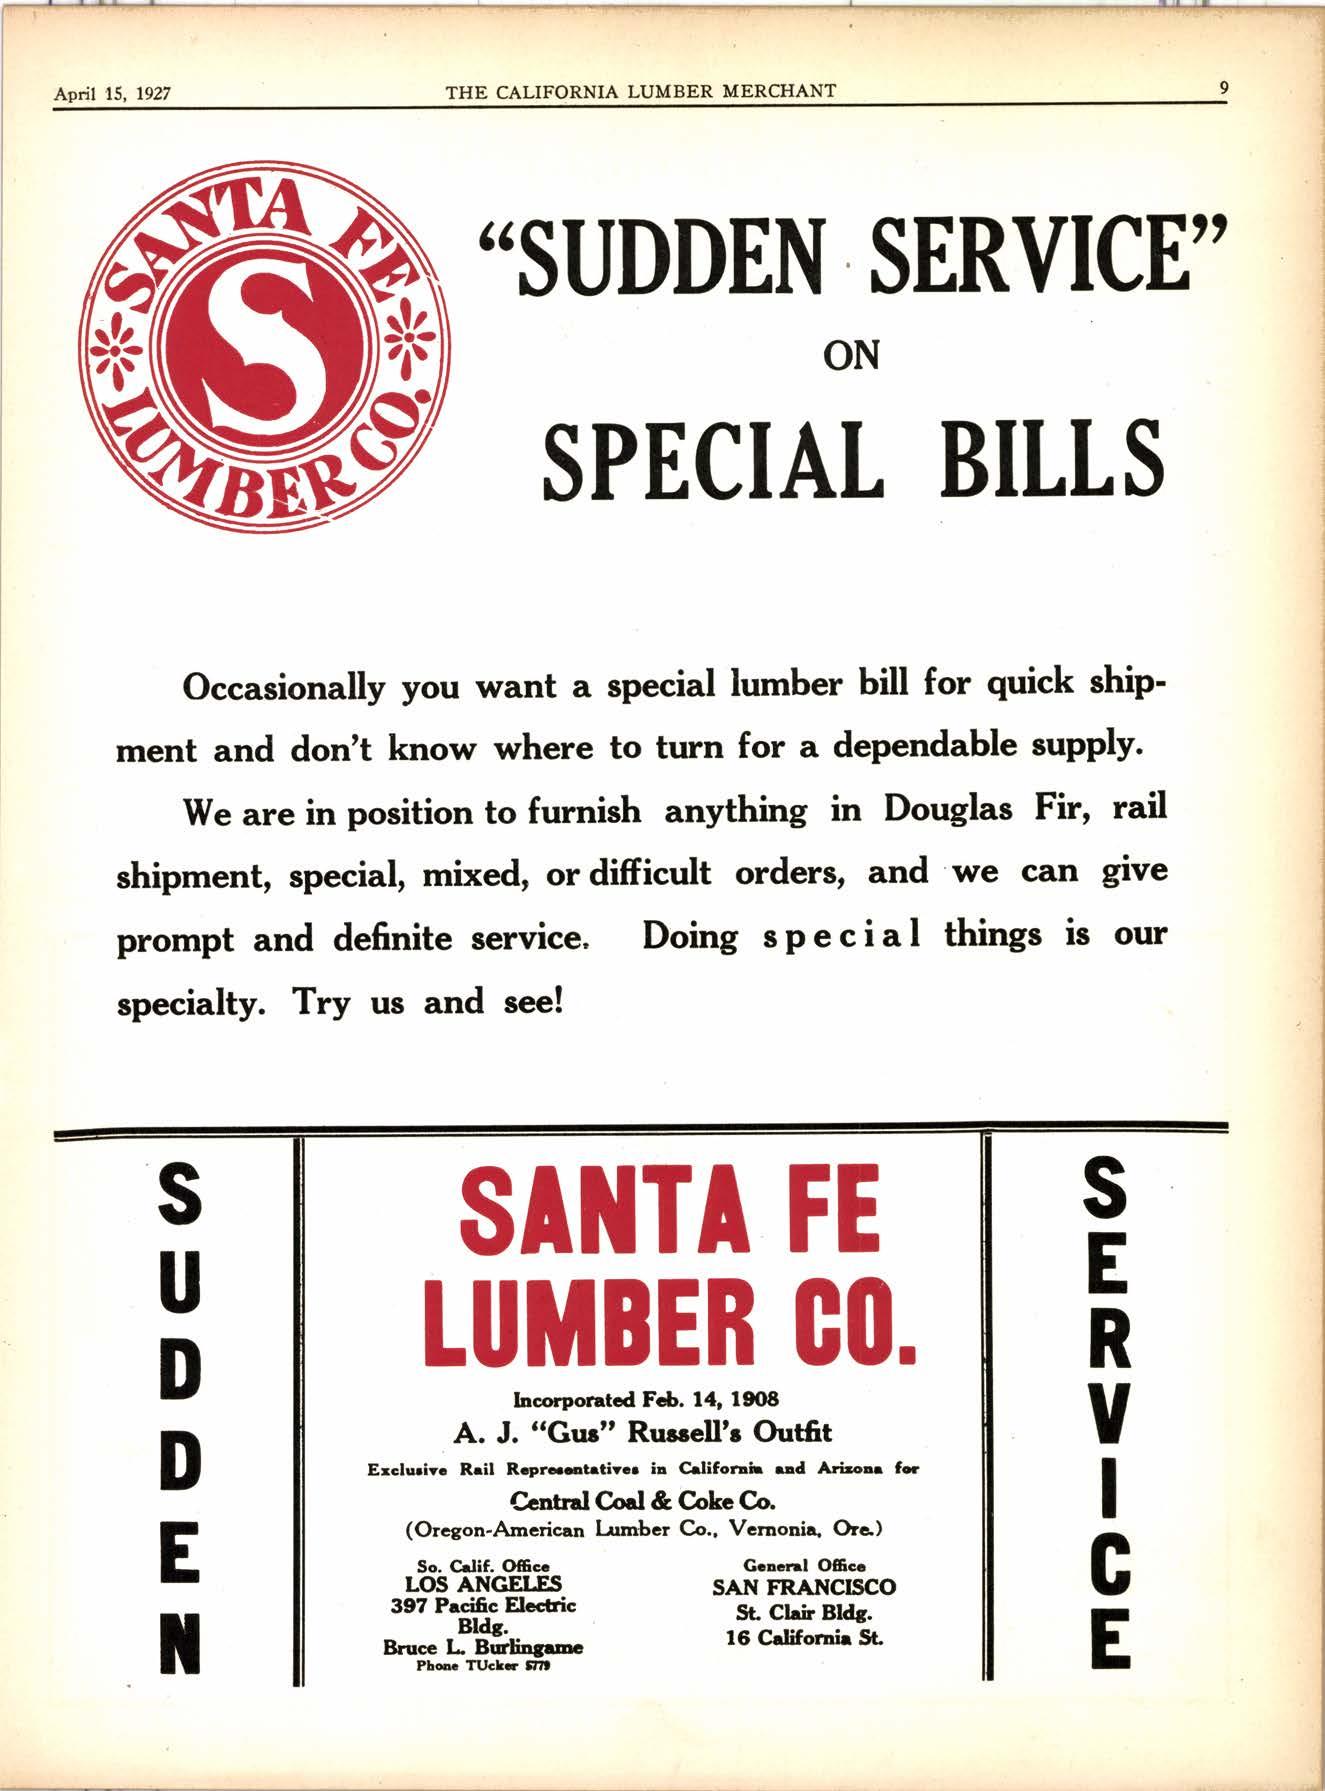 April 15, 1927 THE CALIFORNIA LUMBER MERCHANT 9
SANTA FE
LUMBER CO.
S
“SUDDEN SERVICE”
ON
SPECIAL BILLS
Occasionally you want a special lumber bill for quick ship-
ment and don't know where to turn for a dependable supply.
We are in position to furnish anything in Douglas Fir, rail
shipment, special, mixed, or difficult orders, and we can give
prompt and definite service. Doing special things is our
specialty. Try us and see!
SUDDEN
SANTA FE
LUMBER CO.
Incorporated Feb. 14, 1908
A. J. “Gus” Russell's Outfit
Exclusive Rail Representatives in California and Arizona for
Central Coal & Coke Co.
(Oregon-American Lumber Co., Vernonia, Ore.)
So. Calif. Office
LOS ANGELES
397 Pacific Electric
Bldg.
Bruce L. Burlingame
Phone TUcker 5779
General Office
SAN FRANCISCO
St. Clair Bldg.
16 California St.
SERVICE